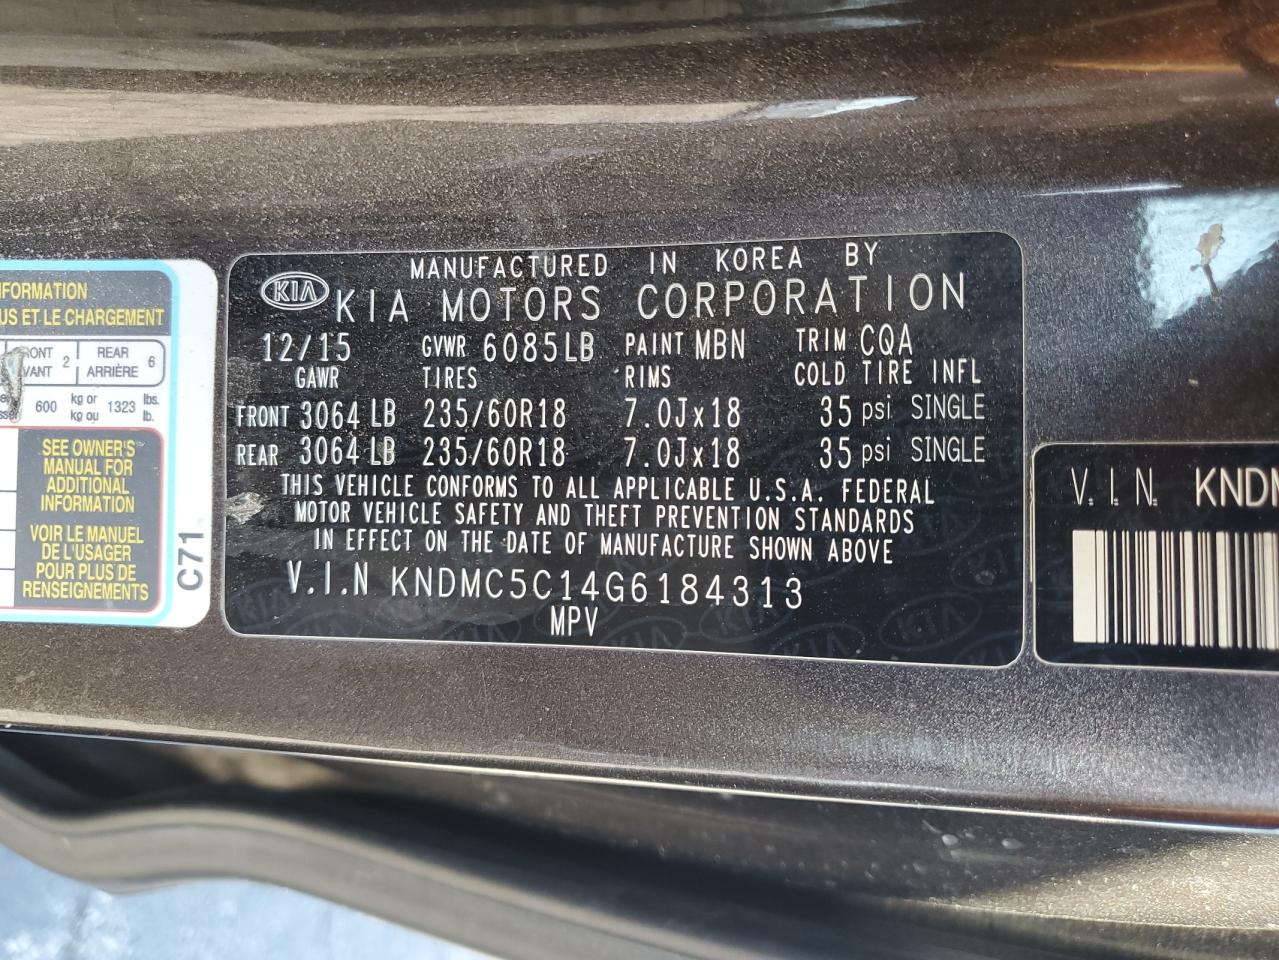 FORMATION
US ET LE CHARGEMENT
RONT 2 REAR 6
VANT ARRIÈRE
600 kg or 1323 lbs.
kg ou lb.
SEE OWNER'S
MANUAL FOR
ADDITIONAL
INFORMATION
VOIR LE MANUEL
DE L'USAGER
POUR PLUS DE
RENSEIGNEMENTS
C71
MANUFACTURED IN KOREA BY
KIA KIA MOTORS CORPORATION
12/15 GVWR 6085LB PAINT MBN TRIM CQA
GAWR TIRES RIMS COLD TIRE INFL
FRONT 3064 LB 235/60R18 7.0Jx18 35 psi SINGLE
REAR 3064 LB 235/60R18 7.0Jx18 35 psi SINGLE
THIS VEHICLE CONFORMS TO ALL APPLICABLE U.S.A. FEDERAL
MOTOR VEHICLE SAFETY AND THEFT PREVENTION STANDARDS
IN EFFECT ON THE DATE OF MANUFACTURE SHOWN ABOVE
V.I.N KNDMC5C14G6184313
MPV
V.I.N. KNDM